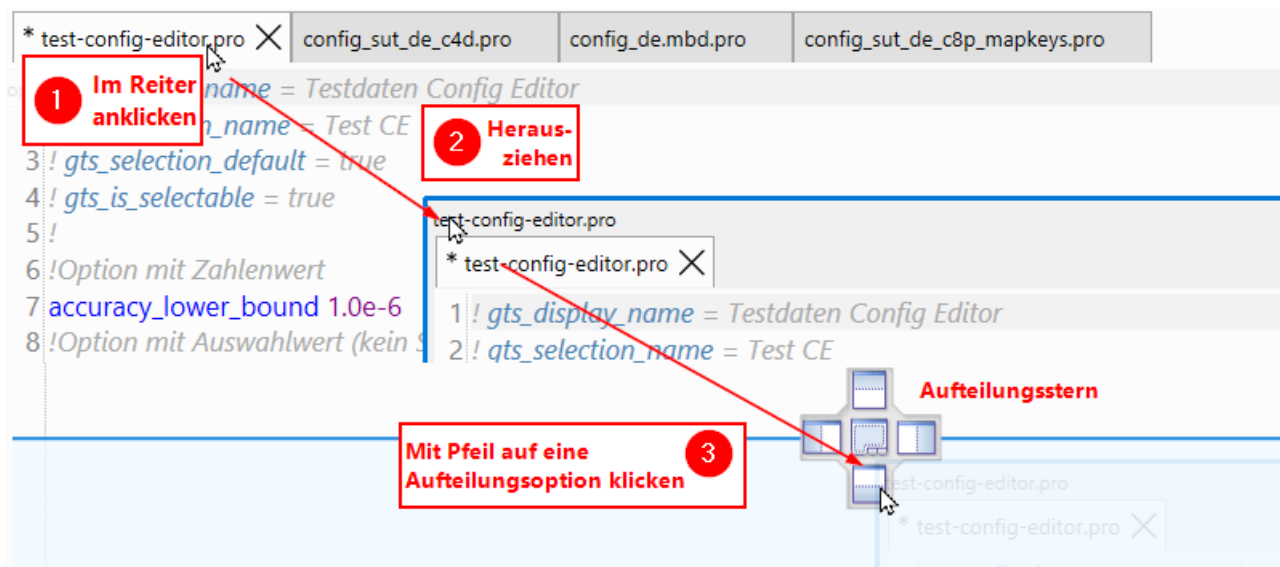 * test-config-editor.pro
config_sut_de_c4d.pro
config_de.mbd.pro
config_sut_de_c8p_mapkeys.pro
1 Im Reiter
anklicken
name = Testdaten Config Editor
n_name = Test CE
2 Heraus-
ziehen
3 ! gts_selection_default = true
4 ! gts_is_selectable = true
5 !
6 !Option mit Zahlenwert
7 accuracy_lower_bound 1.0e-6
8 !Option mit Auswahlwert (kein S
test-config-editor.pro
* test-config-editor.pro
1 ! gts_display_name = Testdaten Config Editor
2 ! gts_selection_name = Test CE
Aufteilungsstern
Mit Pfeil auf eine 3
Aufteilungsoption klicken
test-config-editor.pro
* test-config-editor.pro